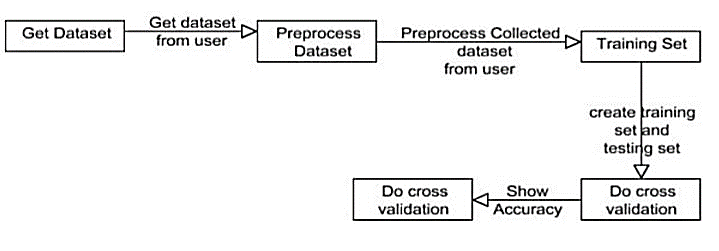 Get Dataset
Get dataset
from user
Preprocess
Dataset
Preprocess Collected
dataset
from user
Training Set
create training
set and
testing set
Do cross
validation
Show
Accuracy
Do cross
validation